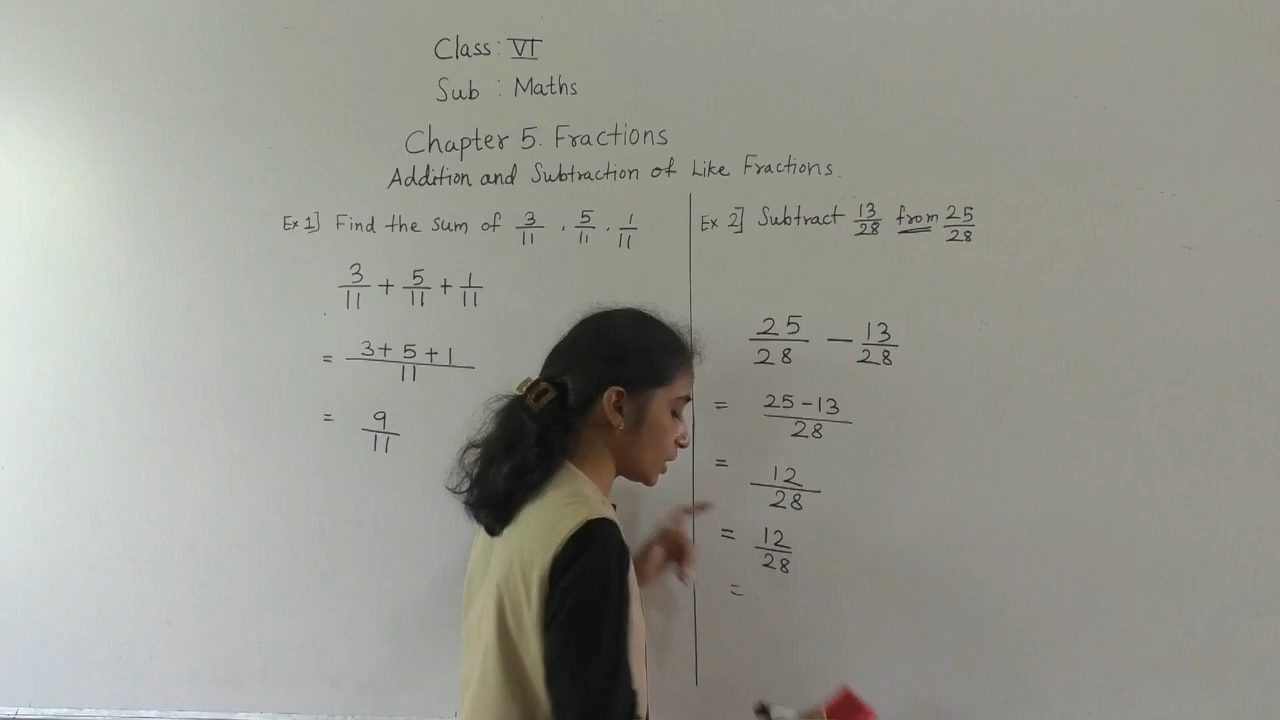 Class: VI
Sub : Maths
Chapter 5. Fractions
Addition and Subtraction of Like Fractions.
Ex 1] Find the sum of 3/11 . 5/11 . 1/11
3/11 + 5/11 + 1/11
= 3+5+1/11
= 9/11
Ex 2] Subtract 13/28 from 25/28
25/28 - 13/28
= 25-13/28
= 12/28
= 12/28
=